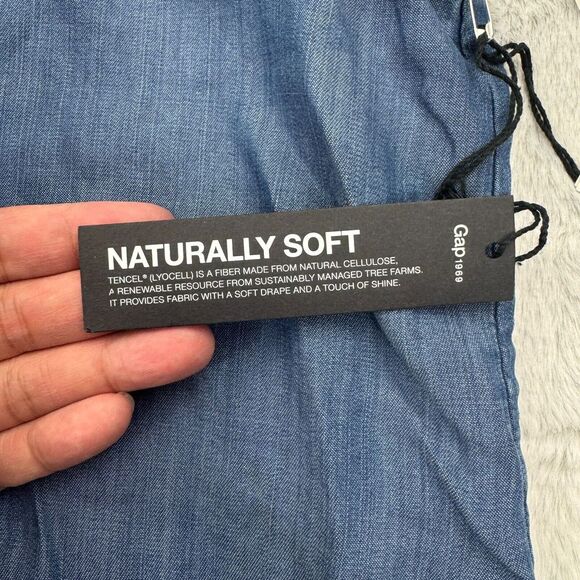 NATURALLY SOFT
TENCEL® (LYOCELL) IS A FIBER MADE FROM NATURAL CELLULOSE,
A RENEWABLE RESOURCE FROM SUSTAINABLY MANAGED TREE FARMS.
IT PROVIDES FABRIC WITH A SOFT DRAPE AND A TOUCH OF SHINE.
Gap 1969